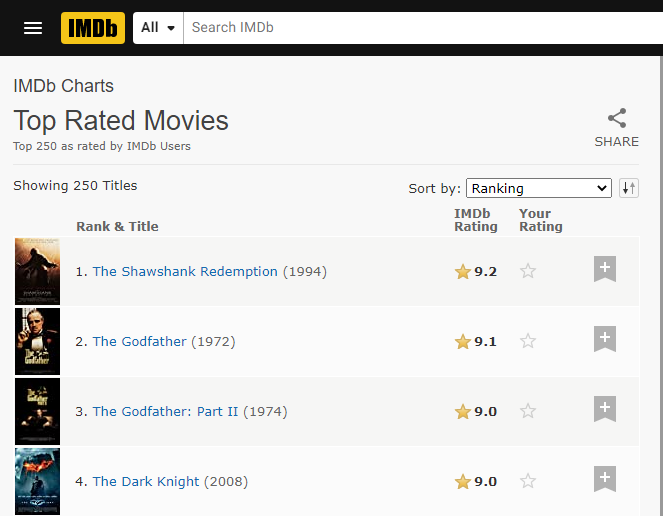 IMDb All Search IMDb
IMDb Charts
Top Rated Movies
Top 250 as rated by IMDb Users
SHARE
Showing 250 Titles
Sort by: Ranking
Rank & Title IMDb Rating Your Rating
1. The Shawshank Redemption (1994) 9.2
The Godfather
2. The Godfather (1972) 9.1
3. The Godfather: Part II (1974) 9.0
4. The Dark Knight (2008) 9.0